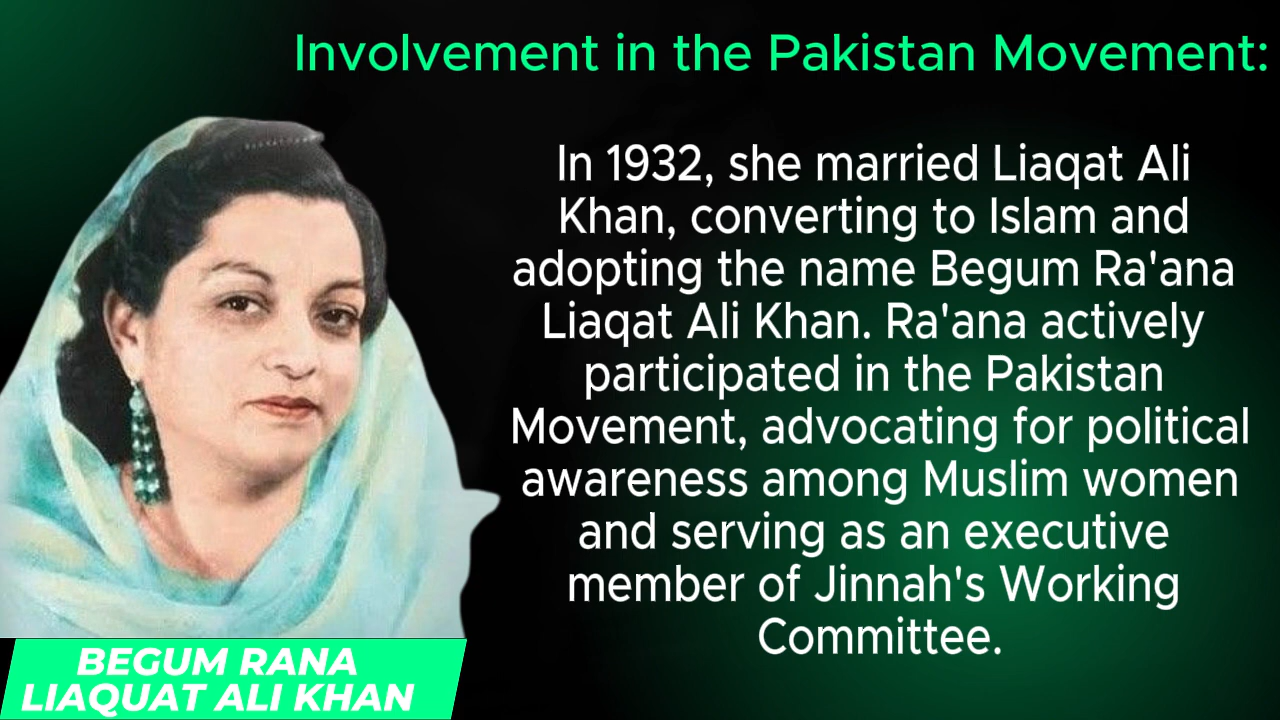 Involvement in the Pakistan Movement:
In 1932, she married Liaqat Ali
Khan, converting to Islam and
adopting the name Begum Ra'ana
Liaqat Ali Khan. Ra'ana actively
participated in the Pakistan
Movement, advocating for political
awareness among Muslim women
and serving as an executive
member of Jinnah's Working
Committee.
BEGUM RANA
LIAQUAT ALI KHAN